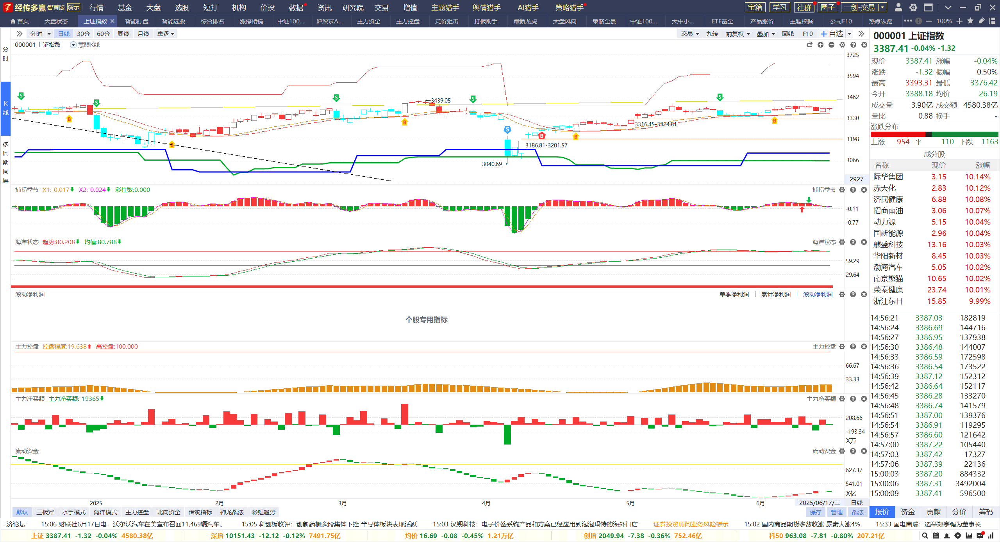 经传多赢 智尊版 演示 行情 基金 大盘 选股 短打 机构 价投 数据 资讯 研究院 交易 增值 主题猎手 舆情猎手 AI猎手 策略猎手 宝箱 学习 社群 圈子 一创-交易
首页 大盘状态 上证指数 智能盯盘 智能选股 综合排名 涨停棱镜 中证100... 沪深京A... 主力资金 主力控盘 竞价狙击 打板助手 最新龙虎 大盘风向 策略全景 中证100... 大中小... ETF基金 产品涨价 主题挖掘 公司F10 热点纵览 100%
分时 日线 30分 60分 周线 月线 更多 交易 九转 前复权 叠加 画线 F10 自选
分时
K线
多周期同屏
000001 上证指数 慧眼K线
3725
3594
3462
3330
3198
3066
2927
S S S S S S
B B B B B B
←3439.05
3316.45-3324.81
3186.81-3201.57
3040.69→
捕捞季节 X1:-0.017 X2:-0.024 彩柱数:0.000 捕捞季节
-0.11
-0.77
海洋状态 趋势:80.208 均值:80.788 海洋状态
59.29
29.64
滚动净利润 单季净利润 累计净利润 滚动净利润
个股专用指标
主力控盘 控盘程度:19.638 高控盘:100.000 主力控盘
66.67
33.33
主力净买额 主力净买额:-19365 主力净买额
208.66
-193.34
X万
流动资金 流动资金
627.37
541.01
X亿
2025 2月 3月 4月 5月 6月 2025/06/17/二 日线
默认 三板斧 水手模式 海洋模式 主力控盘 北向资金 传统指标 神龙战法 彩虹趋势 保存 管理 战法
000001 上证指数
3387.41 -0.04% -1.32
现价 3387.41 涨幅 -0.04%
涨跌 -1.32 振幅 0.50%
最高 3393.31 最低 3376.42
今开 3388.18 均价 26.19
成交量 3.90亿 成交额 4580.38亿
量比 0.88 换手 -
涨跌分布
上涨 954 平 110 下跌 1163
成分股
名称 现价 涨幅
际华集团 3.15 10.14%
赤天化 2.83 10.12%
济民健康 6.88 10.08%
招商南油 3.06 10.07%
动力源 5.15 10.04%
国新能源 2.96 10.04%
麒盛科技 13.16 10.03%
华阳新材 8.45 10.03%
渤海汽车 5.05 10.02%
南京熊猫 10.65 10.02%
荣泰健康 23.74 10.01%
浙江东日 15.85 9.99%
14:56:21 3387.03 182819
14:56:24 3386.69 144716
14:56:27 3386.95 137938
14:56:30 3386.48 144007
14:56:33 3386.59 172598
14:56:36 3386.54 173522
14:56:39 3387.12 152312
14:56:42 3386.64 152117
14:56:45 3386.28 133270
14:56:48 3386.74 141579
14:56:51 3387.00 139376
14:56:54 3386.91 119295
14:56:57 3386.60 121642
14:57:00 3387.22 105440
14:57:03 3387.42 17327
14:57:06 3387.39 22136
15:00:03 3387.20 884332
15:00:06 3387.31 3492004
15:00:09 3387.41 596500
报价 资金 贡献 分价 筹码
济论坛 15:06 财联社6月17日电，沃尔沃汽车在美宣布召回11,469辆汽车。 15:05 科创板收评：创新药概念股集体下挫 半导体板块表现活跃 15:03 汉朔科技：电子价签系统产品和方案已经应用到泡泡玛特的海外门店 证券投资顾问业务风险提示 15:02 国内商品期货多数收涨 尿素大涨4% 15:33 国电南瑞：选举郑宗强为董事长
上证 3387.41 -1.32 -0.04% 4580.38亿 深指 10151.43 -12.12 -0.12% 7491.75亿 均价 16.69 -0.08 -0.45% 1.21万亿 创指 2049.94 -7.38 -0.36% 752.46亿 科50 963.08 -7.81 -0.80% 207.21亿